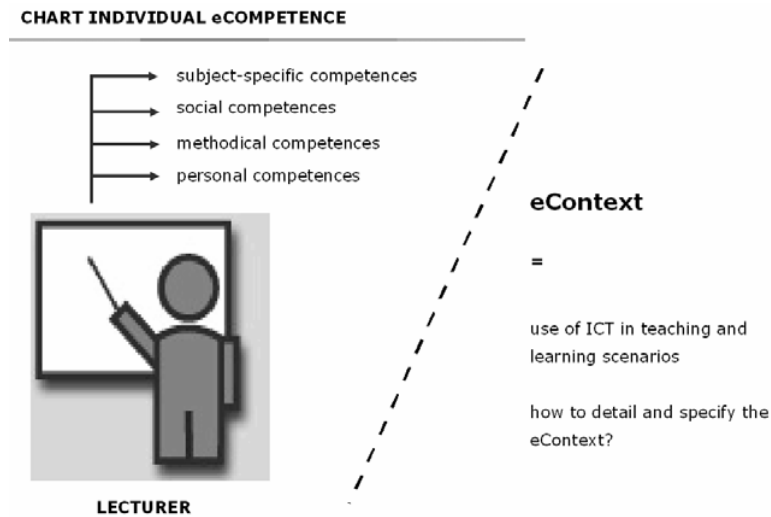 CHART INDIVIDUAL eCOMPETENCE
subject-specific competences
social competences
methodical competences
personal competences
LECTURER
eContext
=
use of ICT in teaching and
learning scenarios
how to detail and specify the
eContext?